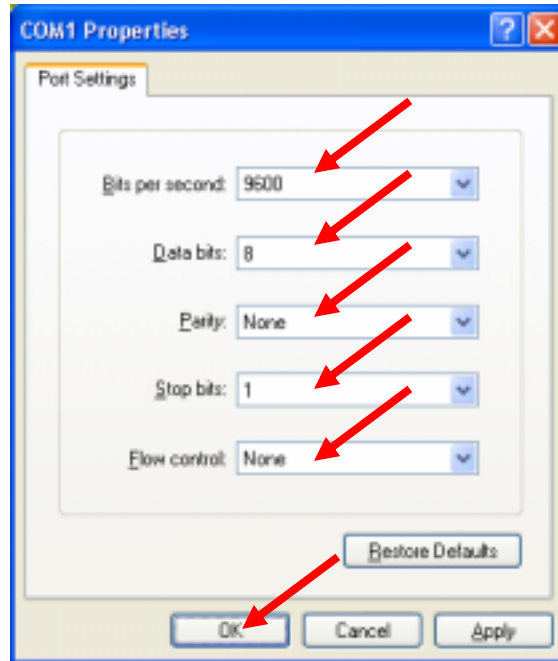 COM1 Properties
Port Settings
Bits per second: 9600
Data bits: 8
Parity: None
Stop bits: 1
Flow control: None
Restore Defaults
OK Cancel Apply